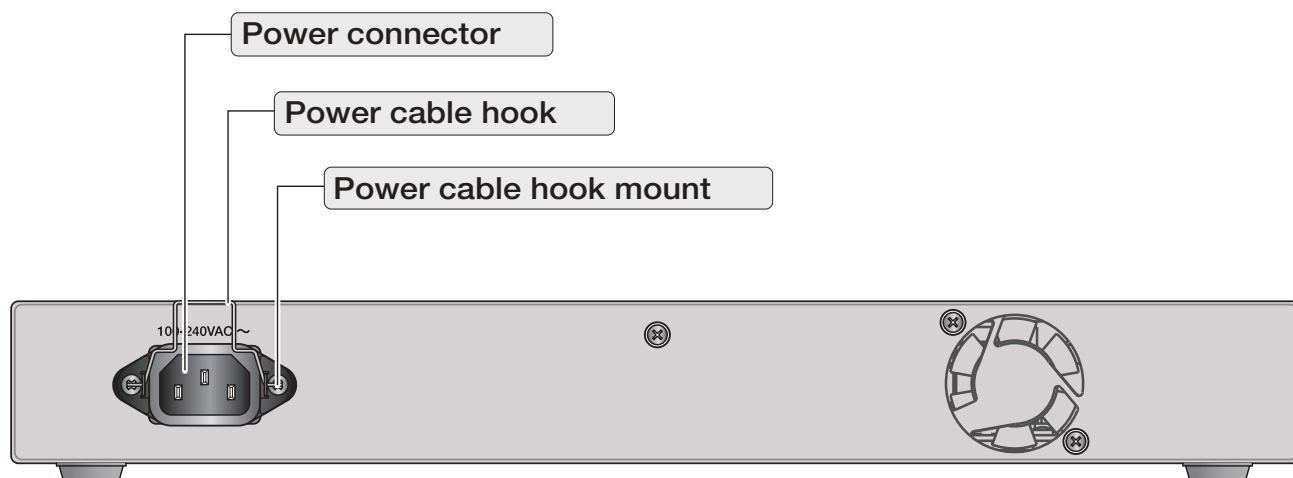 Power connector
Power cable hook
Power cable hook mount
100-240VAC ～